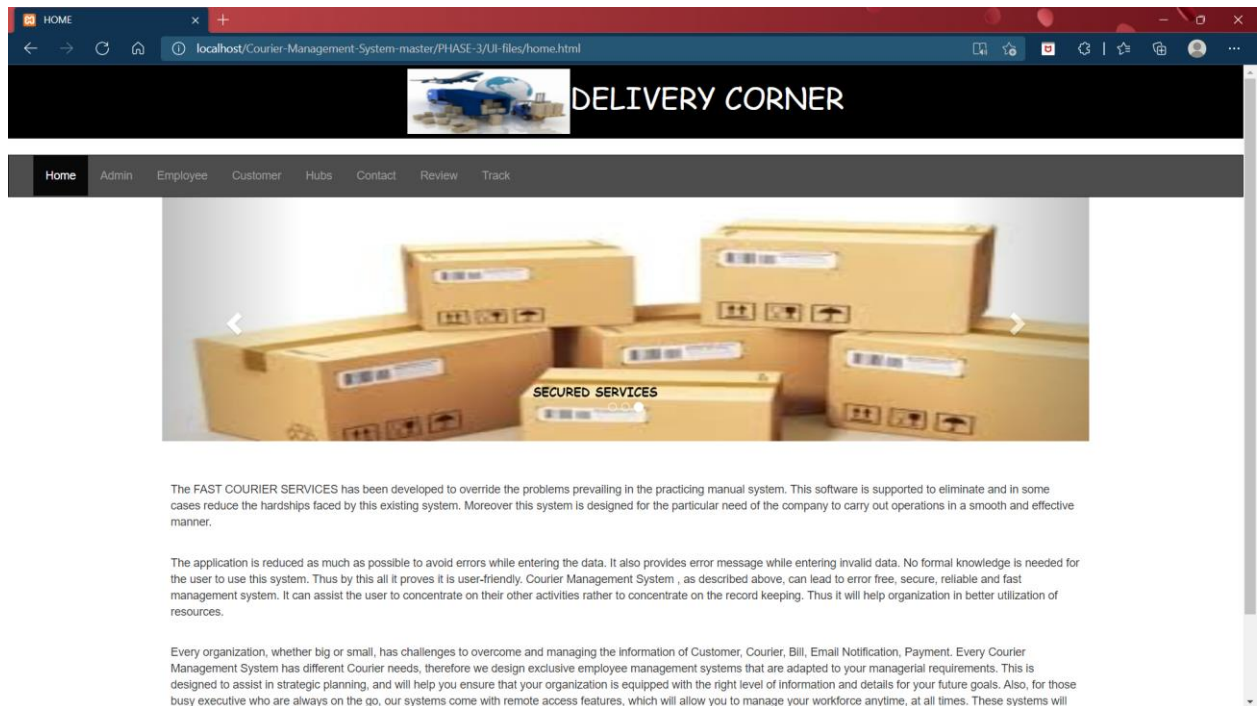 HOME
localhost/Courier-Management-System-master/PHASE-3/UI-files/home.html
DELIVERY CORNER
Home Admin Employee Customer Hubs Contact Review Track
SECURED SERVICES
The FAST COURIER SERVICES has been developed to override the problems prevailing in the practicing manual system. This software is supported to eliminate and in some
cases reduce the hardships faced by this existing system. Moreover this system is designed for the particular need of the company to carry out operations in a smooth and effective
manner.
The application is reduced as much as possible to avoid errors while entering the data. It also provides error message while entering invalid data. No formal knowledge is needed for
the user to use this system. Thus by this all it proves it is user-friendly. Courier Management System , as described above, can lead to error free, secure, reliable and fast
management system. It can assist the user to concentrate on their other activities rather to concentrate on the record keeping. Thus it will help organization in better utilization of
resources.
Every organization, whether big or small, has challenges to overcome and managing the information of Customer, Courier, Bill, Email Notification, Payment. Every Courier
Management System has different Courier needs, therefore we design exclusive employee management systems that are adapted to your managerial requirements. This is
designed to assist in strategic planning, and will help you ensure that your organization is equipped with the right level of information and details for your future goals. Also, for those
busy executive who are always on the go, our systems come with remote access features, which will allow you to manage your workforce anytime, at all times. These systems will